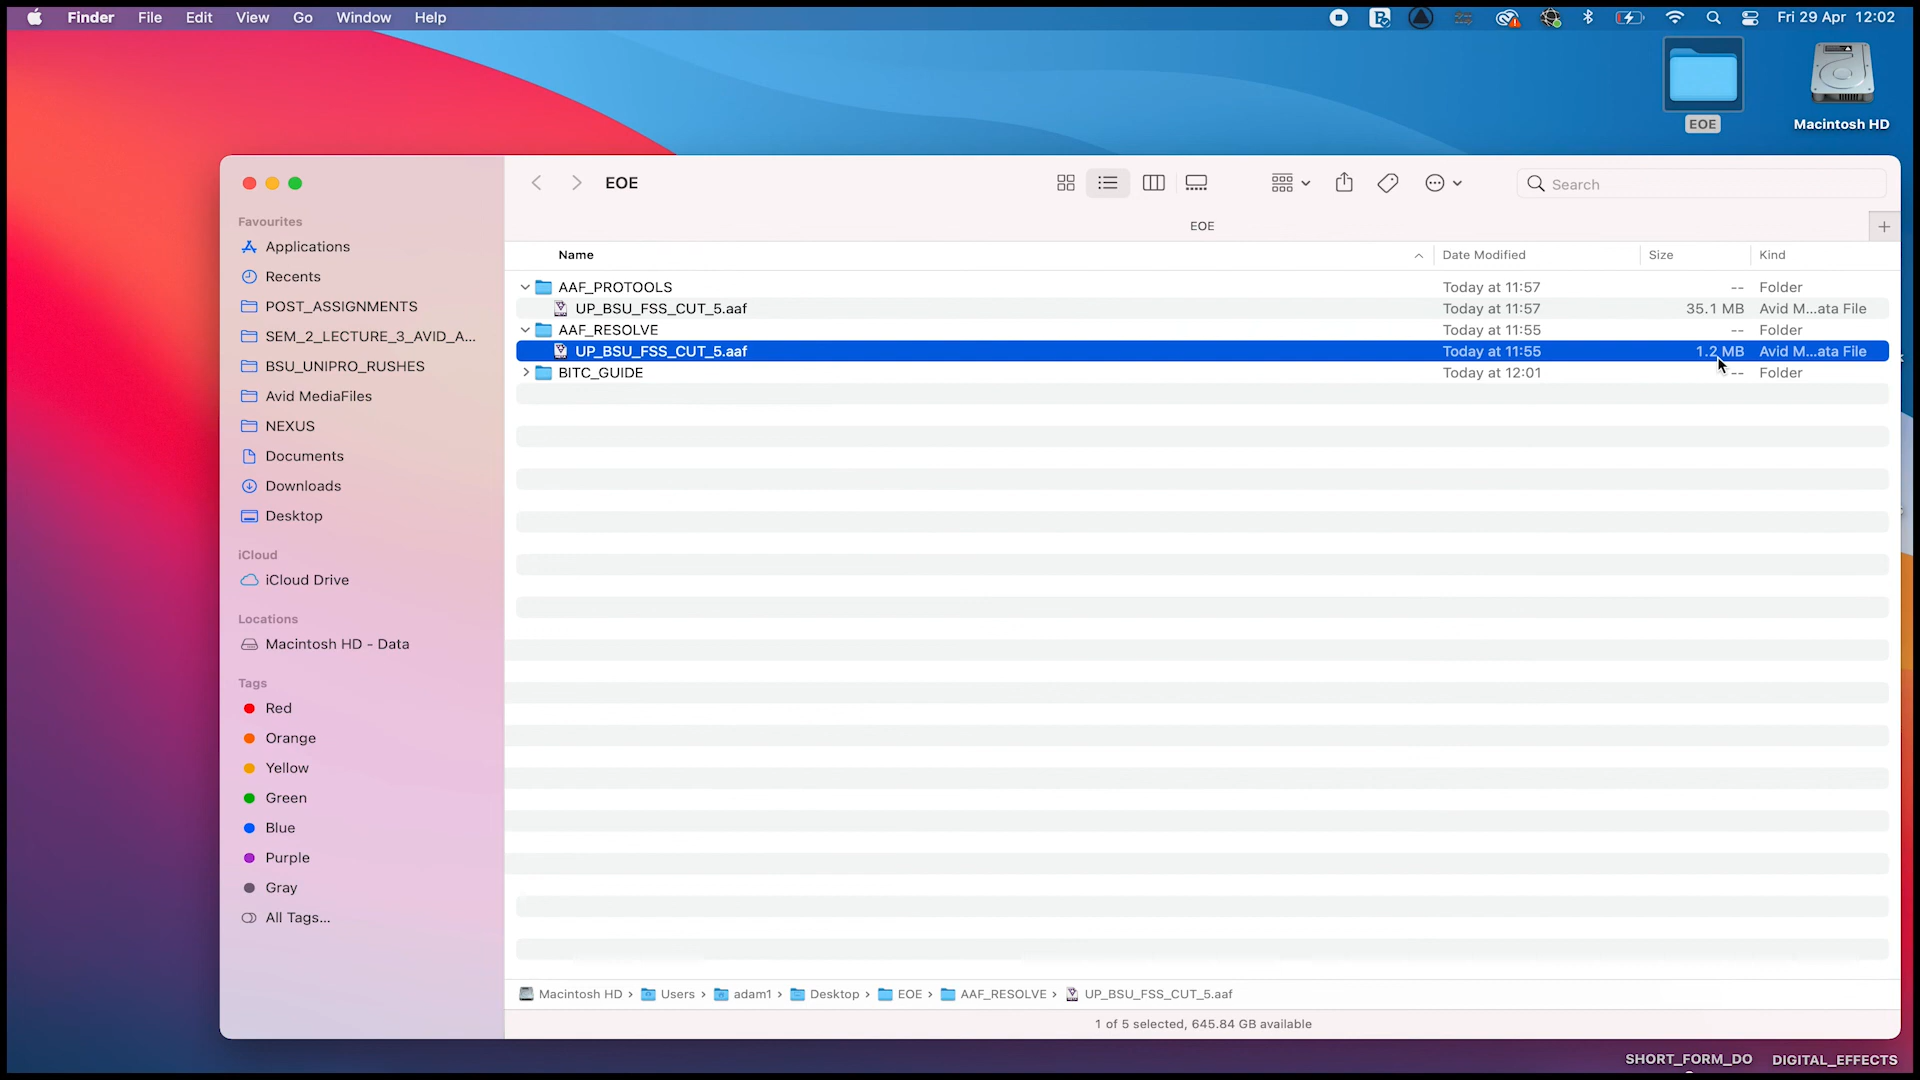 Finder File Edit View Go Window Help Fri 29 Apr 12:02
EOE
Macintosh HD
EOE
Search
Favourites
Applications
Recents
POST_ASSIGNMENTS
SEM_2_LECTURE_3_AVID_A...
BSU_UNIPRO_RUSHES
Avid MediaFiles
NEXUS
Documents
Downloads
Desktop
iCloud
iCloud Drive
Locations
Macintosh HD - Data
Tags
Red
Orange
Yellow
Green
Blue
Purple
Gray
All Tags...
EOE
Name Date Modified Size Kind
AAF_PROTOOLS Today at 11:57 -- Folder
UP_BSU_FSS_CUT_5.aaf Today at 11:57 35.1 MB Avid M...ata File
AAF_RESOLVE Today at 11:55 -- Folder
UP_BSU_FSS_CUT_5.aaf Today at 11:55 1.2 MB Avid M...ata File
BITC_GUIDE Today at 12:01 -- Folder
Macintosh HD › Users › adam1 › Desktop › EOE › AAF_RESOLVE › UP_BSU_FSS_CUT_5.aaf
1 of 5 selected, 645.84 GB available
SHORT_FORM_DO DIGITAL_EFFECTS